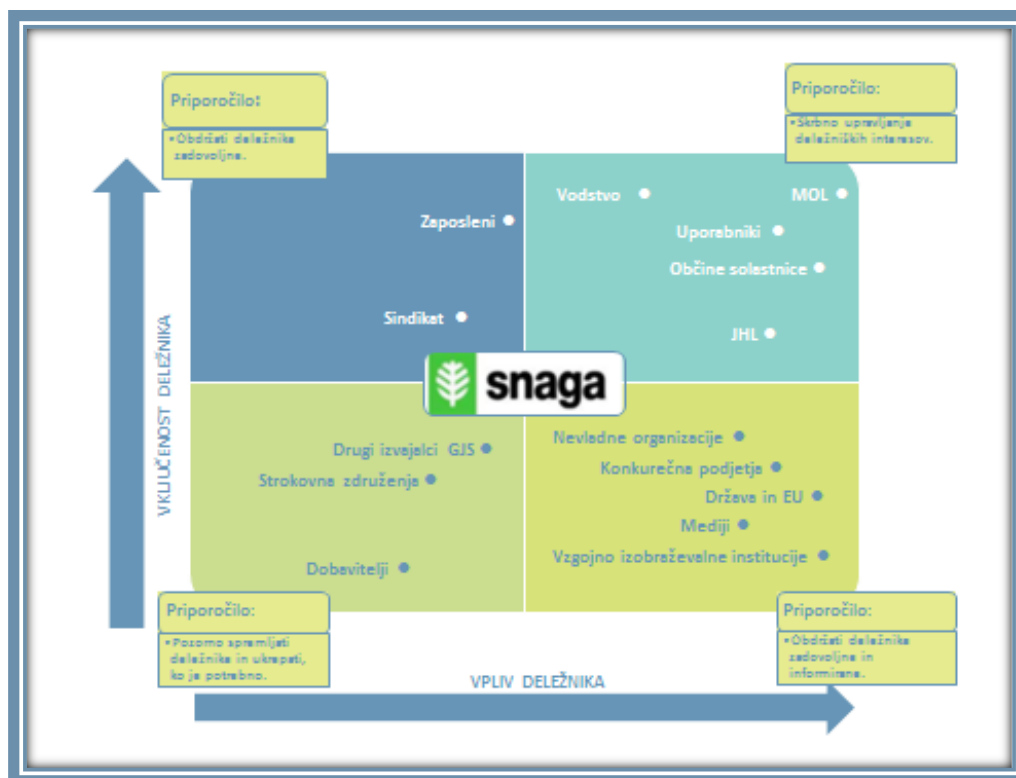 Priporočilo:
• Obdržati deležnike
zadovoljne.
Priporočilo:
• Skrbno upravljanje
deležniških interesov.
Vodstvo
MOL
Zaposleni
Uporabniki
Občine solastnice
Sindikat
JHL
snaga
VKLJUČENOST DELEŽNIKA
Drugi izvajalci GJS
Strokovna združenja
Dobavitelji
Nevladne organizacije
Konkurečna podjetja
Država in EU
Mediji
Vzgojno izobraževalne institucije
Priporočilo:
• Pozorno spremljati
deležnike in ukrepati,
ko je potrebno.
Priporočilo:
• Obdržati deležnike
zadovoljne in
informirane.
VPLIV DELEŽNIKA